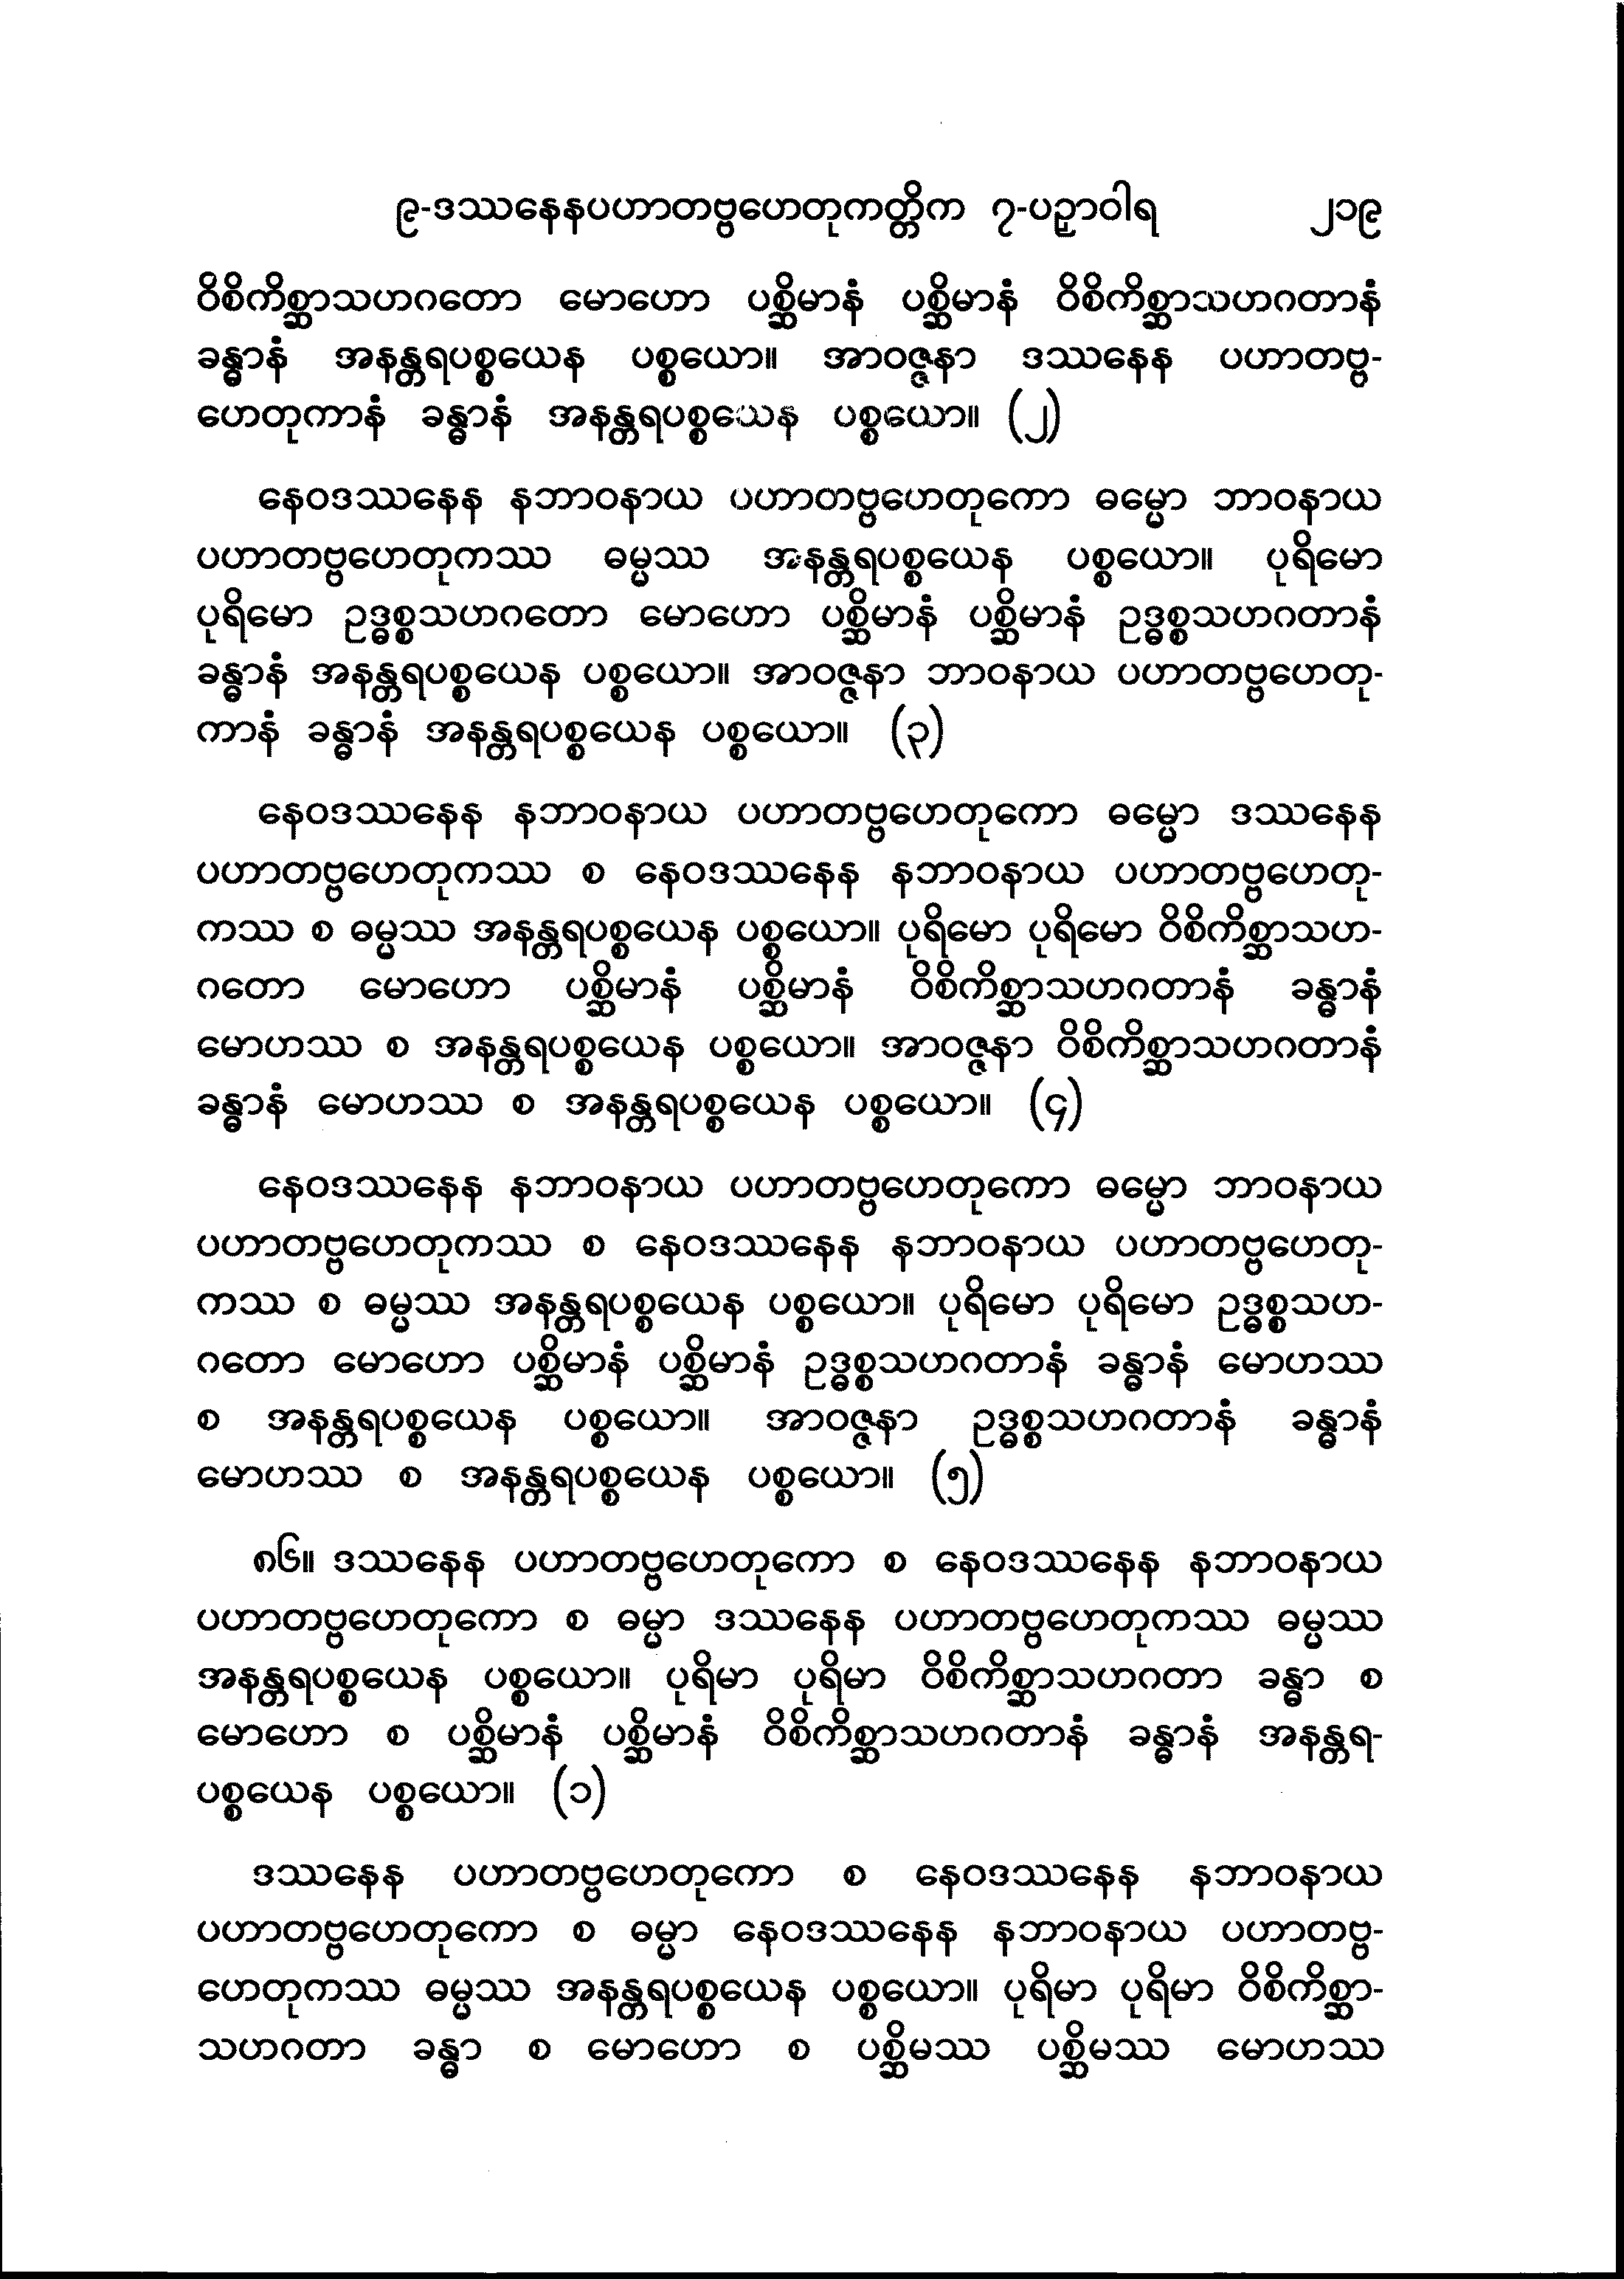 ၉-ဒဿနေနပဟာတဗ္ဗဟေတုကတ္တိက ၇-ပဉှာဝါရ ၂၁၉
ဝိစိကိစ္ဆာသဟဂတော မောဟော ပစ္ဆိမာနံ ပစ္ဆိမာနံ ဝိစိကိစ္ဆာသဟဂတာနံ
ခန္ဓာနံ အနန္တရပစ္စယေန ပစ္စယော။ အာဝဇ္ဇနာ ဒဿနေန ပဟာတဗ္ဗ-
ဟေတုကာနံ ခန္ဓာနံ အနန္တရပစ္စယေန ပစ္စယော။ (၂)
နေဝဒဿနေန နဘာဝနာယ ပဟာတဗ္ဗဟေတုကော ဓမ္မော ဘာဝနာယ
ပဟာတဗ္ဗဟေတုကဿ ဓမ္မဿ အနန္တရပစ္စယေန ပစ္စယော။ ပုရိမော
ပုရိမော ဥဒ္ဓစ္စသဟဂတော မောဟော ပစ္ဆိမာနံ ပစ္ဆိမာနံ ဥဒ္ဓစ္စသဟဂတာနံ
ခန္ဓာနံ အနန္တရပစ္စယေန ပစ္စယော။ အာဝဇ္ဇနာ ဘာဝနာယ ပဟာတဗ္ဗဟေတု-
ကာနံ ခန္ဓာနံ အနန္တရပစ္စယေန ပစ္စယော။ (၃)
နေဝဒဿနေန နဘာဝနာယ ပဟာတဗ္ဗဟေတုကော ဓမ္မော ဒဿနေန
ပဟာတဗ္ဗဟေတုကဿ စ နေဝဒဿနေန နဘာဝနာယ ပဟာတဗ္ဗဟေတု-
ကဿ စ ဓမ္မဿ အနန္တရပစ္စယေန ပစ္စယော။ ပုရိမော ပုရိမော ဝိစိကိစ္ဆာသဟ-
ဂတော မောဟော ပစ္ဆိမာနံ ပစ္ဆိမာနံ ဝိစိကိစ္ဆာသဟဂတာနံ ခန္ဓာနံ
မောဟဿ စ အနန္တရပစ္စယေန ပစ္စယော။ အာဝဇ္ဇနာ ဝိစိကိစ္ဆာသဟဂတာနံ
ခန္ဓာနံ မောဟဿ စ အနန္တရပစ္စယေန ပစ္စယော။ (၄)
နေဝဒဿနေန နဘာဝနာယ ပဟာတဗ္ဗဟေတုကော ဓမ္မော ဘာဝနာယ
ပဟာတဗ္ဗဟေတုကဿ စ နေဝဒဿနေန နဘာဝနာယ ပဟာတဗ္ဗဟေတု-
ကဿ စ ဓမ္မဿ အနန္တရပစ္စယေန ပစ္စယော။ ပုရိမော ပုရိမော ဥဒ္ဓစ္စသဟ-
ဂတော မောဟော ပစ္ဆိမာနံ ပစ္ဆိမာနံ ဥဒ္ဓစ္စသဟဂတာနံ ခန္ဓာနံ မောဟဿ
စ အနန္တရပစ္စယေန ပစ္စယော။ အာဝဇ္ဇနာ ဥဒ္ဓစ္စသဟဂတာနံ ခန္ဓာနံ
မောဟဿ စ အနန္တရပစ္စယေန ပစ္စယော။ (၅)
၈၆။ ဒဿနေန ပဟာတဗ္ဗဟေတုကော စ နေဝဒဿနေန နဘာဝနာယ
ပဟာတဗ္ဗဟေတုကော စ ဓမ္မာ ဒဿနေန ပဟာတဗ္ဗဟေတုကဿ ဓမ္မဿ
အနန္တရပစ္စယေန ပစ္စယော။ ပုရိမာ ပုရိမာ ဝိစိကိစ္ဆာသဟဂတာ ခန္ဓာ စ
မောဟော စ ပစ္ဆိမာနံ ပစ္ဆိမာနံ ဝိစိကိစ္ဆာသဟဂတာနံ ခန္ဓာနံ အနန္တရ-
ပစ္စယေန ပစ္စယော။ (၁)
ဒဿနေန ပဟာတဗ္ဗဟေတုကော စ နေဝဒဿနေန နဘာဝနာယ
ပဟာတဗ္ဗဟေတုကော စ ဓမ္မာ နေဝဒဿနေန နဘာဝနာယ ပဟာတဗ္ဗ-
ဟေတုကဿ ဓမ္မဿ အနန္တရပစ္စယေန ပစ္စယော။ ပုရိမာ ပုရိမာ ဝိစိကိစ္ဆာ-
သဟဂတာ ခန္ဓာ စ မောဟော စ ပစ္ဆိမဿ ပစ္ဆိမဿ မောဟဿ